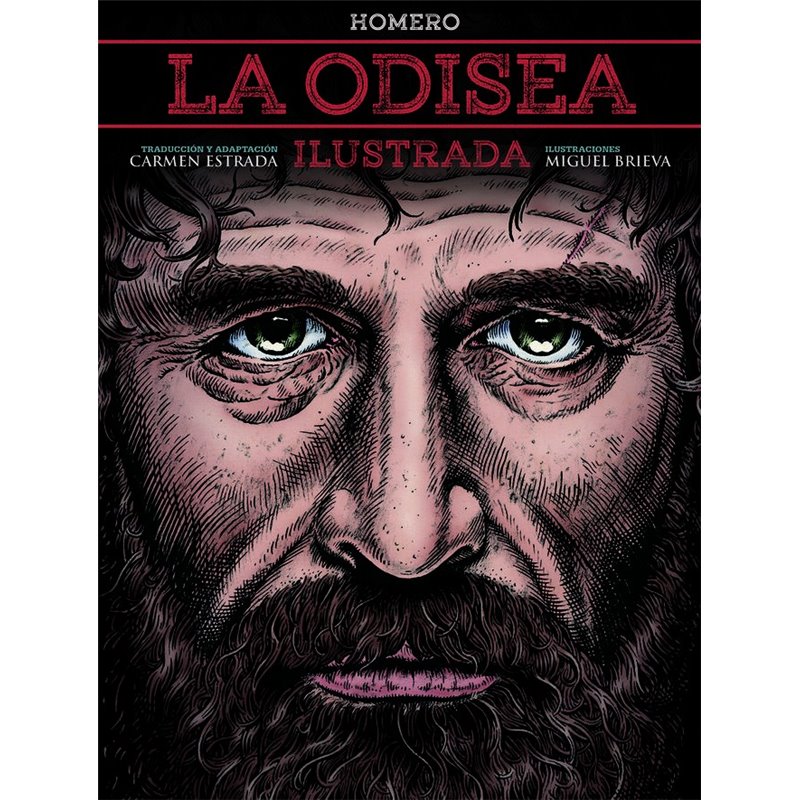 HOMERO
LA ODISEA
TRADUCCIÓN Y ADAPTACIÓN
CARMEN ESTRADA
ILUSTRADA
ILUSTRACIONES
MIGUEL BRIEVA